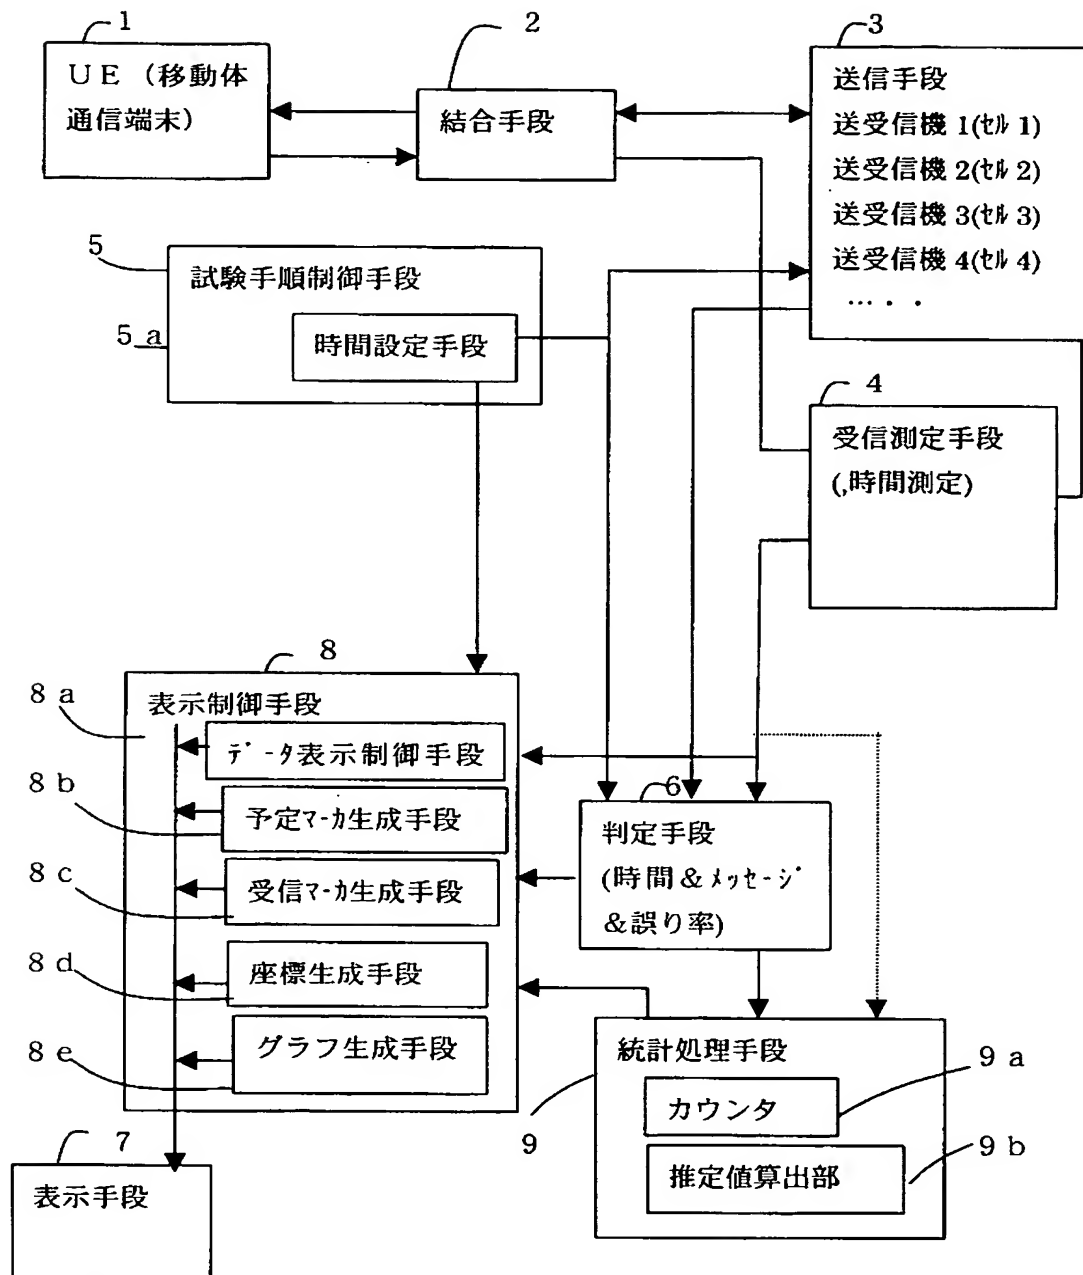 1
UE (移動体
通信端末)
2
結合手段
3
送信手段
送受信機 1(ｾﾙ 1)
送受信機 2(ｾﾙ 2)
送受信機 3(ｾﾙ 3)
送受信機 4(ｾﾙ 4)
… . .
5
試験手順制御手段
5 a
時間設定手段
4
受信測定手段
(,時間測定)
8
表示制御手段
8 a
ﾃﾞｰﾀ表示制御手段
8 b
予定ﾏｰｶ生成手段
8 c
受信ﾏｰｶ生成手段
8 d
座標生成手段
8 e
グラフ生成手段
6
判定手段
(時間＆ﾒｯｾｰｼﾞ
＆誤り率)
9
統計処理手段
9 a
カウンタ
9 b
推定値算出部
7
表示手段